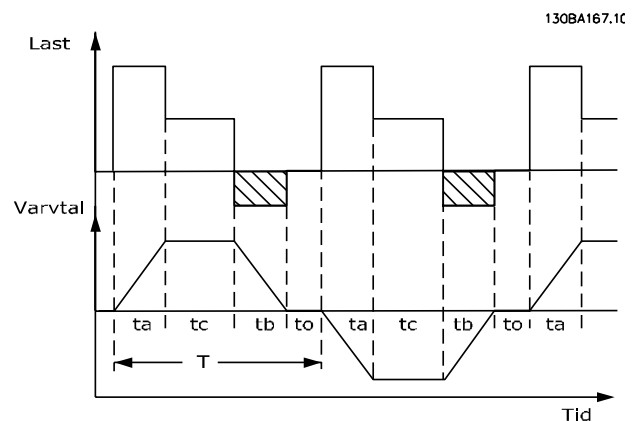 130BA167.10
Last
Varvtal
ta tc tb to ta tc tb to ta
T
Tid